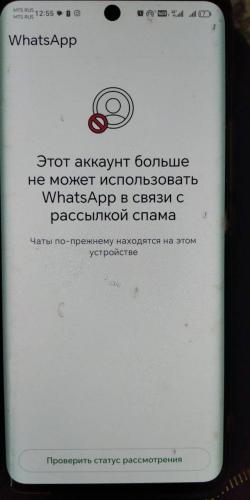 MTS RUS
MTS RUS 12:55
WhatsApp
Этот аккаунт больше
не может использовать
WhatsApp в связи с
рассылкой спама
Чаты по-прежнему находятся на этом
устройстве
Проверить статус рассмотрения